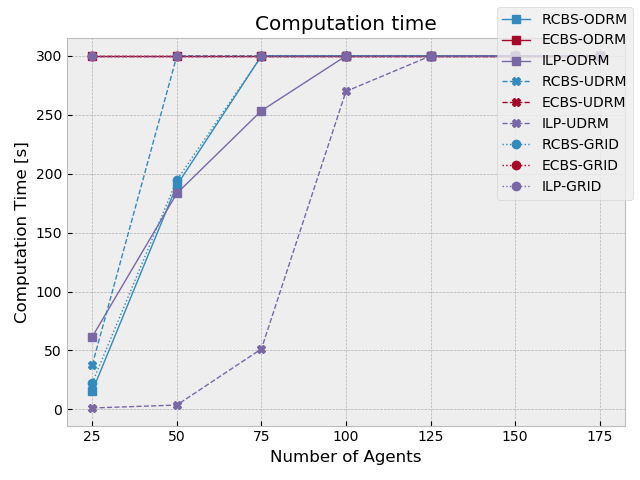 Computation time
RCBS-ODRM
ECBS-ODRM
ILP-ODRM
RCBS-UDRM
ECBS-UDRM
ILP-UDRM
RCBS-GRID
ECBS-GRID
ILP-GRID
Computation Time [s]
300
250
200
150
100
50
0
25 50 75 100 125 150 175
Number of Agents